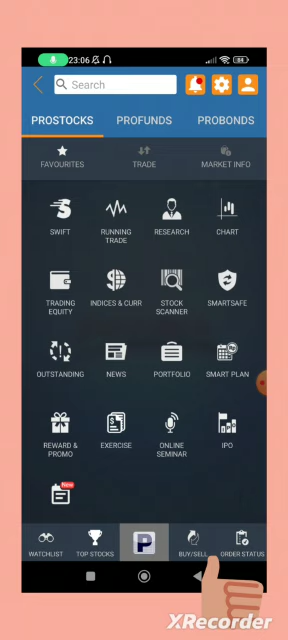 23:06
84
Search
PROSTOCKS PROFUNDS PROBONDS
FAVOURITES TRADE MARKET INFO
SWIFT
RUNNING
TRADE
RESEARCH
CHART
TRADING
EQUITY
INDICES & CURR
STOCK
SCANNER
SMARTSAFE
OUTSTANDING
NEWS
PORTFOLIO
SMART PLAN
REWARD &
PROMO
EXERCISE
ONLINE
SEMINAR
IPO
New
WATCHLIST TOP STOCKS P BUY/SELL ORDER STATUS
XRecorder